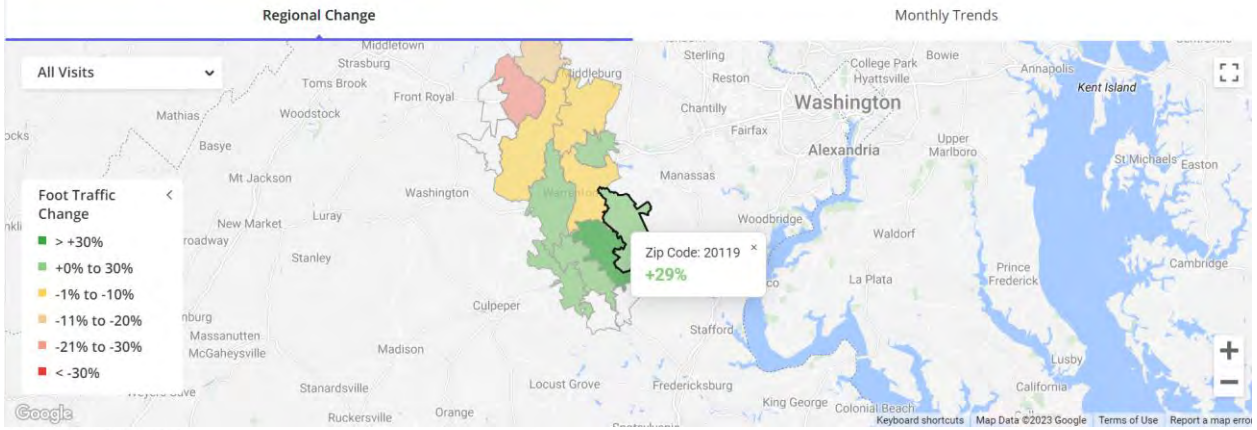 Regional Change
Monthly Trends
All Visits
Foot Traffic
Change
> +30%
+0% to 30%
-1% to -10%
-11% to -20%
-21% to -30%
< -30%
Zip Code: 20119
+29%
×
Middletown
Strasburg
Toms Brook
Front Royal
Mathias
Woodstock
Basye
Mt Jackson
New Market
Luray
Washington
Stanley
Massanutten
McGaheysville
Madison
Culpeper
Stanardsville
Ruckersville
Orange
Locust Grove
Fredericksburg
Stafford
King George
Colonial Beach
Warrenton
Sterling
Reston
Chantilly
Fairfax
Manassas
Woodbridge
Washington
Alexandria
College Park
Hyattsville
Bowie
Annapolis
Kent Island
Upper
Marlboro
St Michaels
Easton
Waldorf
La Plata
Prince
Frederick
Cambridge
Lusby
California
Google
Keyboard shortcuts
Map Data ©2023 Google
Terms of Use
Report a map error